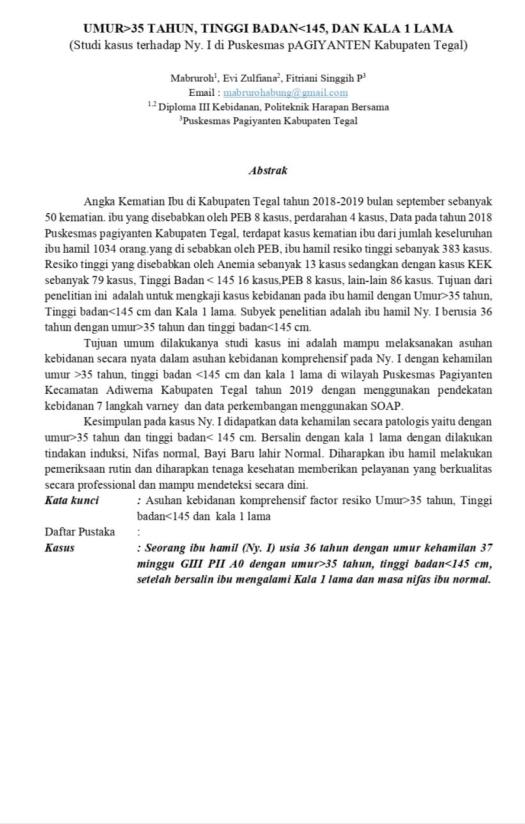 UMUR>35 TAHUN, TINGGI BADAN<145, DAN KALA 1 LAMA
(Studi kasus terhadap Ny. I di Puskesmas pAGIYANTEN Kabupaten Tegal)
Mabruroh1, Evi Zulfiana2, Fitriani Singgih P3
Email : mabrurohabung@gmail.com
1,2 Diploma III Kebidanan, Politeknik Harapan Bersama
3Puskesmas Pagiyanten Kabupaten Tegal
Abstrak
Angka Kematian Ibu di Kabupaten Tegal tahun 2018-2019 bulan september sebanyak
50 kematian. ibu yang disebabkan oleh PEB 8 kasus, perdarahan 4 kasus, Data pada tahun 2018
Puskesmas pagiyanten Kabupaten Tegal, terdapat kasus kematian ibu dari jumlah keseluruhan
ibu hamil 1034 orang.yang di sebabkan oleh PEB, ibu hamil resiko tinggi sebanyak 383 kasus.
Resiko tinggi yang disebabkan oleh Anemia sebanyak 13 kasus sedangkan dengan kasus KEK
sebanyak 79 kasus, Tinggi Badan < 145 16 kasus,PEB 8 kasus, lain-lain 86 kasus. Tujuan dari
penelitian ini adalah untuk mengkaji kasus kebidanan pada ibu hamil dengan Umur>35 tahun,
Tinggi badan<145 cm dan Kala 1 lama. Subyek penelitian adalah ibu hamil Ny. I berusia 36
tahun dengan umur>35 tahun dan tinggi badan<145 cm.
Tujuan umum dilakukanya studi kasus ini adalah mampu melaksanakan asuhan
kebidanan secara nyata dalam asuhan kebidanan komprehensif pada Ny. I dengan kehamilan
umur >35 tahun, tinggi badan <145 cm dan kala 1 lama di wilayah Puskesmas Pagiyanten
Kecamatan Adiwerna Kabupaten Tegal tahun 2019 dengan menggunakan pendekatan
kebidanan 7 langkah varney dan data perkembangan menggunakan SOAP.
Kesimpulan pada kasus Ny. I didapatkan data kehamilan secara patologis yaitu dengan
umur>35 tahun dan tinggi badan< 145 cm. Bersalin dengan kala 1 lama dengan dilakukan
tindakan induksi, Nifas normal, Bayi Baru lahir Normal. Diharapkan ibu hamil melakukan
pemeriksaan rutin dan diharapkan tenaga kesehatan memberikan pelayanan yang berkualitas
secara professional dan mampu mendeteksi secara dini.
Kata kunci : Asuhan kebidanan komprehensif factor resiko Umur>35 tahun, Tinggi
badan<145 dan kala 1 lama
Daftar Pustaka :
Kasus : Seorang ibu hamil (Ny. I) usia 36 tahun dengan umur kehamilan 37
minggu GIII PII A0 dengan umur>35 tahun, tinggi badan<145 cm,
setelah bersalin ibu mengalami Kala 1 lama dan masa nifas ibu normal.